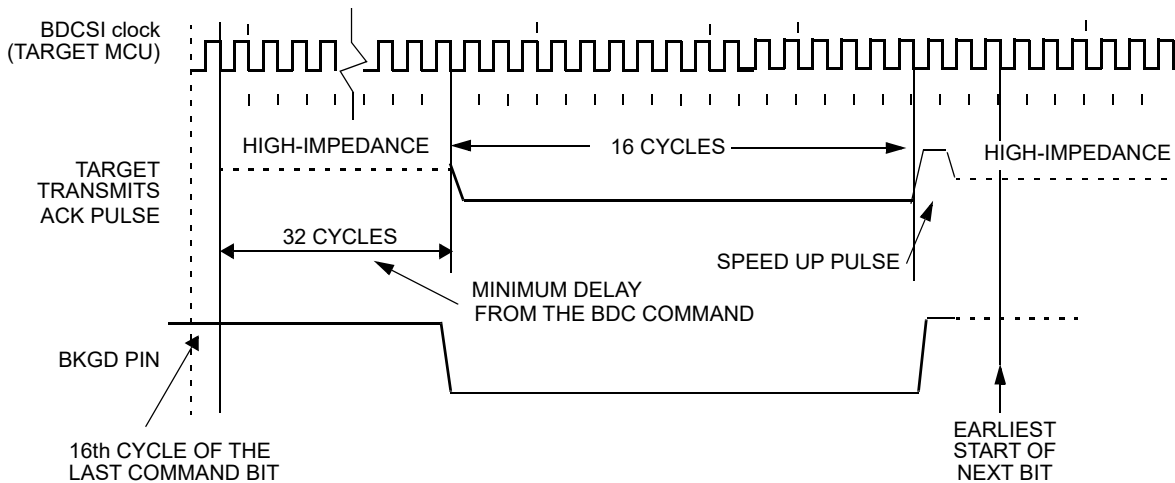 BDCSI clock
(TARGET MCU)
HIGH-IMPEDANCE
16 CYCLES
HIGH-IMPEDANCE
TARGET
TRANSMITS
ACK PULSE
32 CYCLES
SPEED UP PULSE
MINIMUM DELAY
FROM THE BDC COMMAND
BKGD PIN
16th CYCLE OF THE
LAST COMMAND BIT
EARLIEST
START OF
NEXT BIT